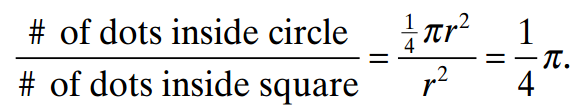 # of dots inside circle / # of dots inside square = ¼ πr² / r² = 1/4 π.